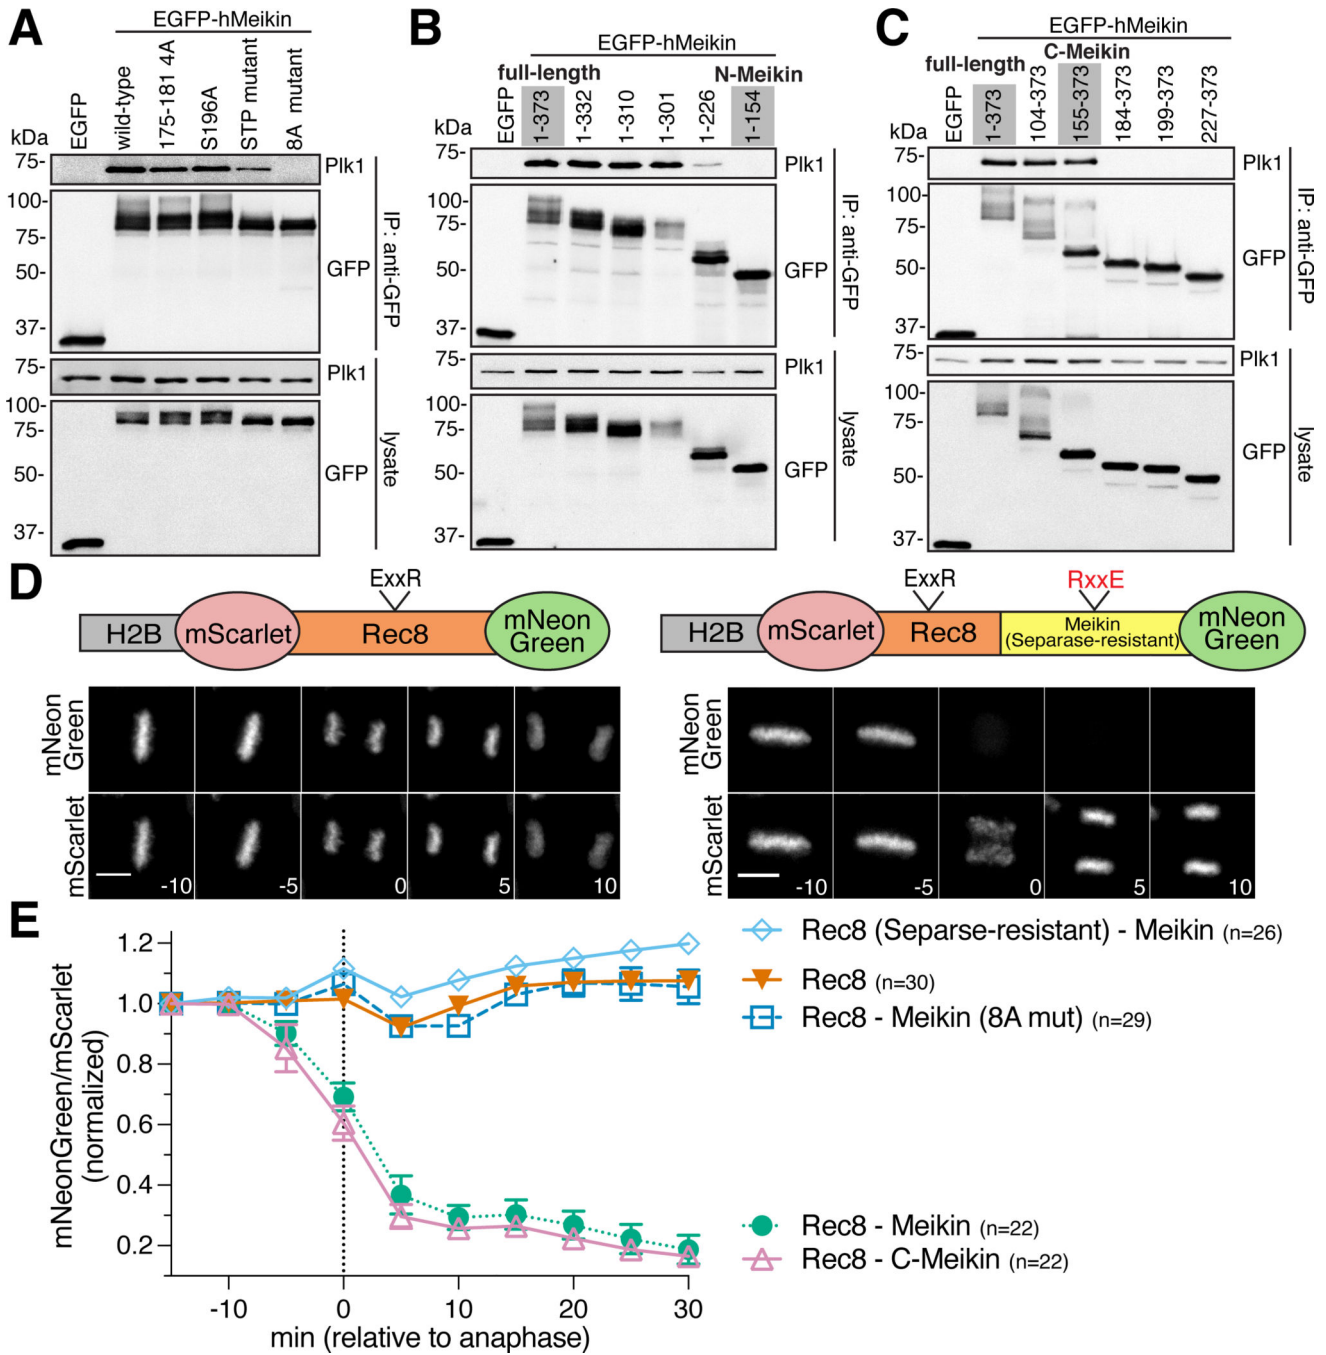 A
EGFP-hMeikin
kDa
EGFP
wild-type
175-181 4A
S196A
STP mutant
8A mutant
75-
Plk1
100-
75-
50-
GFP
37-
IP: anti-GFP
75-
Plk1
100-
75-
50-
GFP
37-
lysate
B
EGFP-hMeikin
full-length
N-Meikin
kDa
EGFP
1-373
1-332
1-310
1-301
1-226
1-154
75-
Plk1
100-
75-
50-
GFP
37-
IP: anti-GFP
75-
Plk1
100-
75-
50-
GFP
37-
lysate
C
EGFP-hMeikin
C-Meikin
full-length
kDa
EGFP
1-373
104-373
155-373
184-373
199-373
227-373
75-
Plk1
100-
75-
50-
GFP
37-
IP: anti-GFP
75-
Plk1
100-
75-
50-
GFP
37-
lysate
D
ExxR
H2B
mScarlet
Rec8
mNeon
Green
ExxR
RxxE
H2B
mScarlet
Rec8
Meikin
(Separase-resistant)
mNeon
Green
mNeon
Green
mScarlet
-10
-5
0
5
10
mNeon
Green
mScarlet
-10
-5
0
5
10
E
mNeonGreen/mScarlet
(normalized)
1.2
1.0
0.8
0.6
0.4
0.2
-10
0
10
20
30
min (relative to anaphase)
Rec8 (Separse-resistant) - Meikin (n=26)
Rec8 (n=30)
Rec8 - Meikin (8A mut) (n=29)
Rec8 - Meikin (n=22)
Rec8 - C-Meikin (n=22)